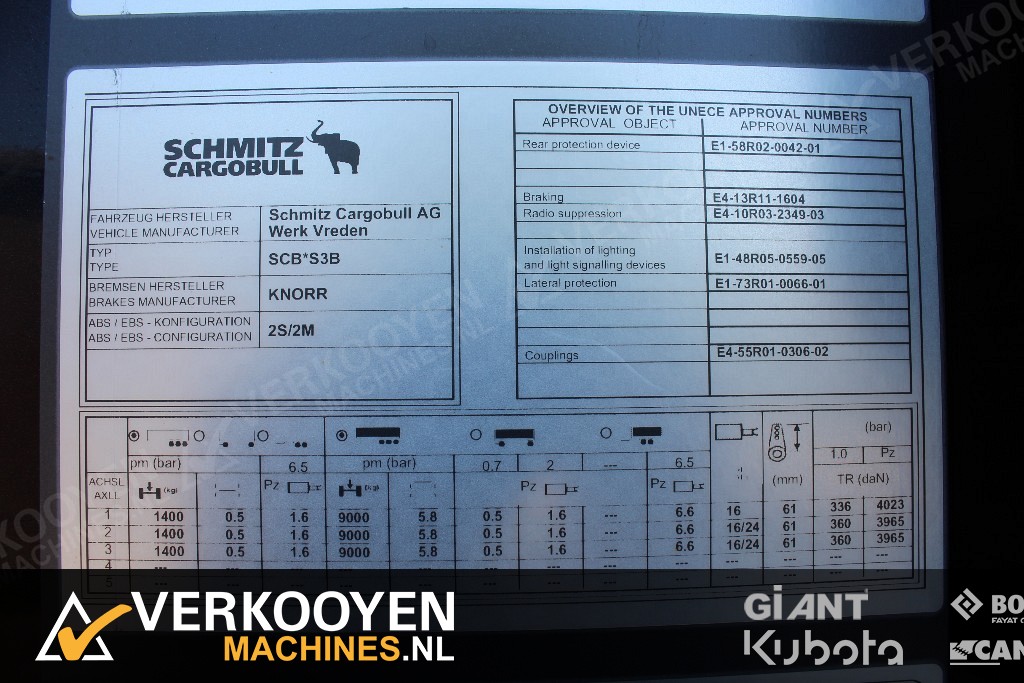 SCHMITZ
CARGOBULL
FAHRZEUG HERSTELLER
VEHICLE MANUFACTURER
Schmitz Cargobull AG
Werk Vreden
TYP
TYPE
SCB*S3B
BREMSEN HERSTELLER
BRAKES MANUFACTURER
KNORR
ABS / EBS - KONFIGURATION
ABS / EBS - CONFIGURATION
2S/2M
OVERVIEW OF THE UNECE APPROVAL NUMBERS
APPROVAL OBJECT APPROVAL NUMBER
Rear protection device E1-58R02-0042-01
Braking E4-13R11-1604
Radio suppression E4-10R03-2349-03
Installation of lighting
and light signalling devices E1-48R05-0559-05
Lateral protection E1-73R01-0066-01
Couplings E4-55R01-0306-02
(bar)
pm (bar) 6.5 pm (bar) 0.7 2 --- 6.5 1.0 Pz
ACHSL
AXLL
(kg) Pz (kg) Pz Pz (mm) TR (daN)
1 1400 0.5 1.6 9000 5.8 0.5 1.6 --- 6.6 16 61 336 4023
2 1400 0.5 1.6 9000 5.8 0.5 1.6 --- 6.6 16/24 61 360 3965
3 1400 0.5 1.6 9000 5.8 0.5 1.6 --- 6.6 16/24 61 360 3965
4 --- --- --- --- --- --- --- --- --- --- --- --- ---
5
VERKOOYEN
MACHINES.NL
GiANT
Kubota
BO
FAYAT
CAN